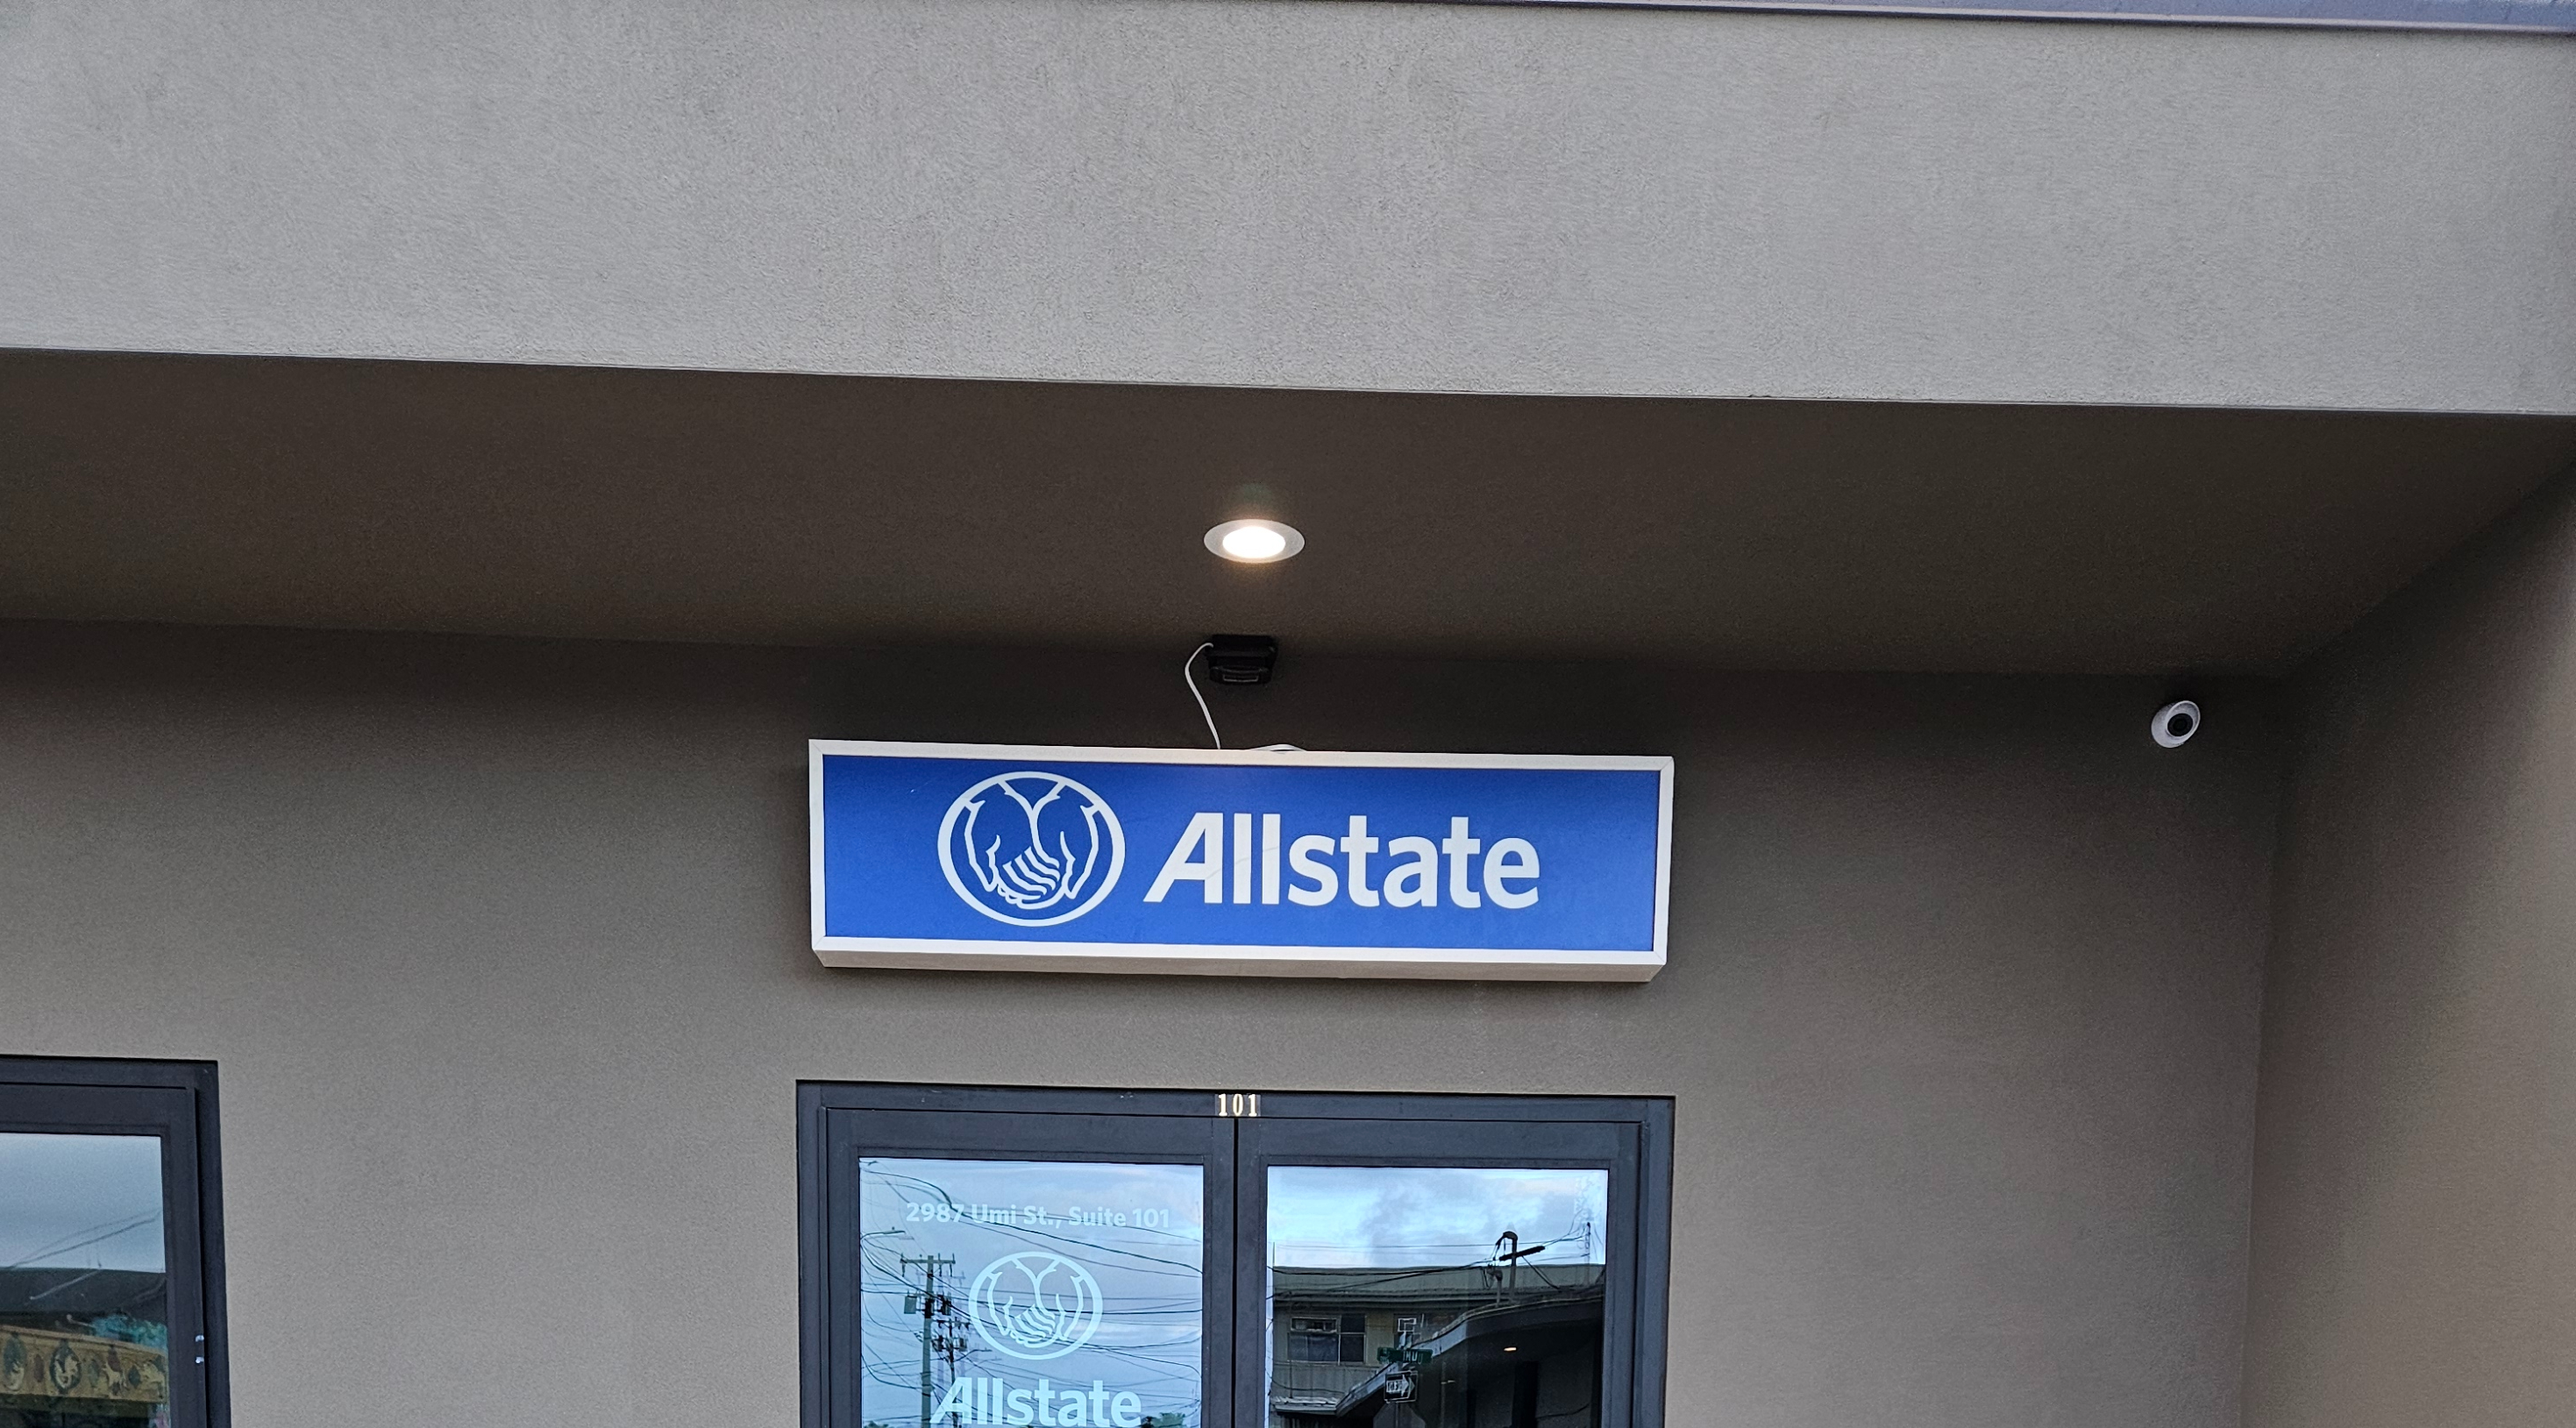 Allstate
101
2987 Umi St., Suite 101
Allstate